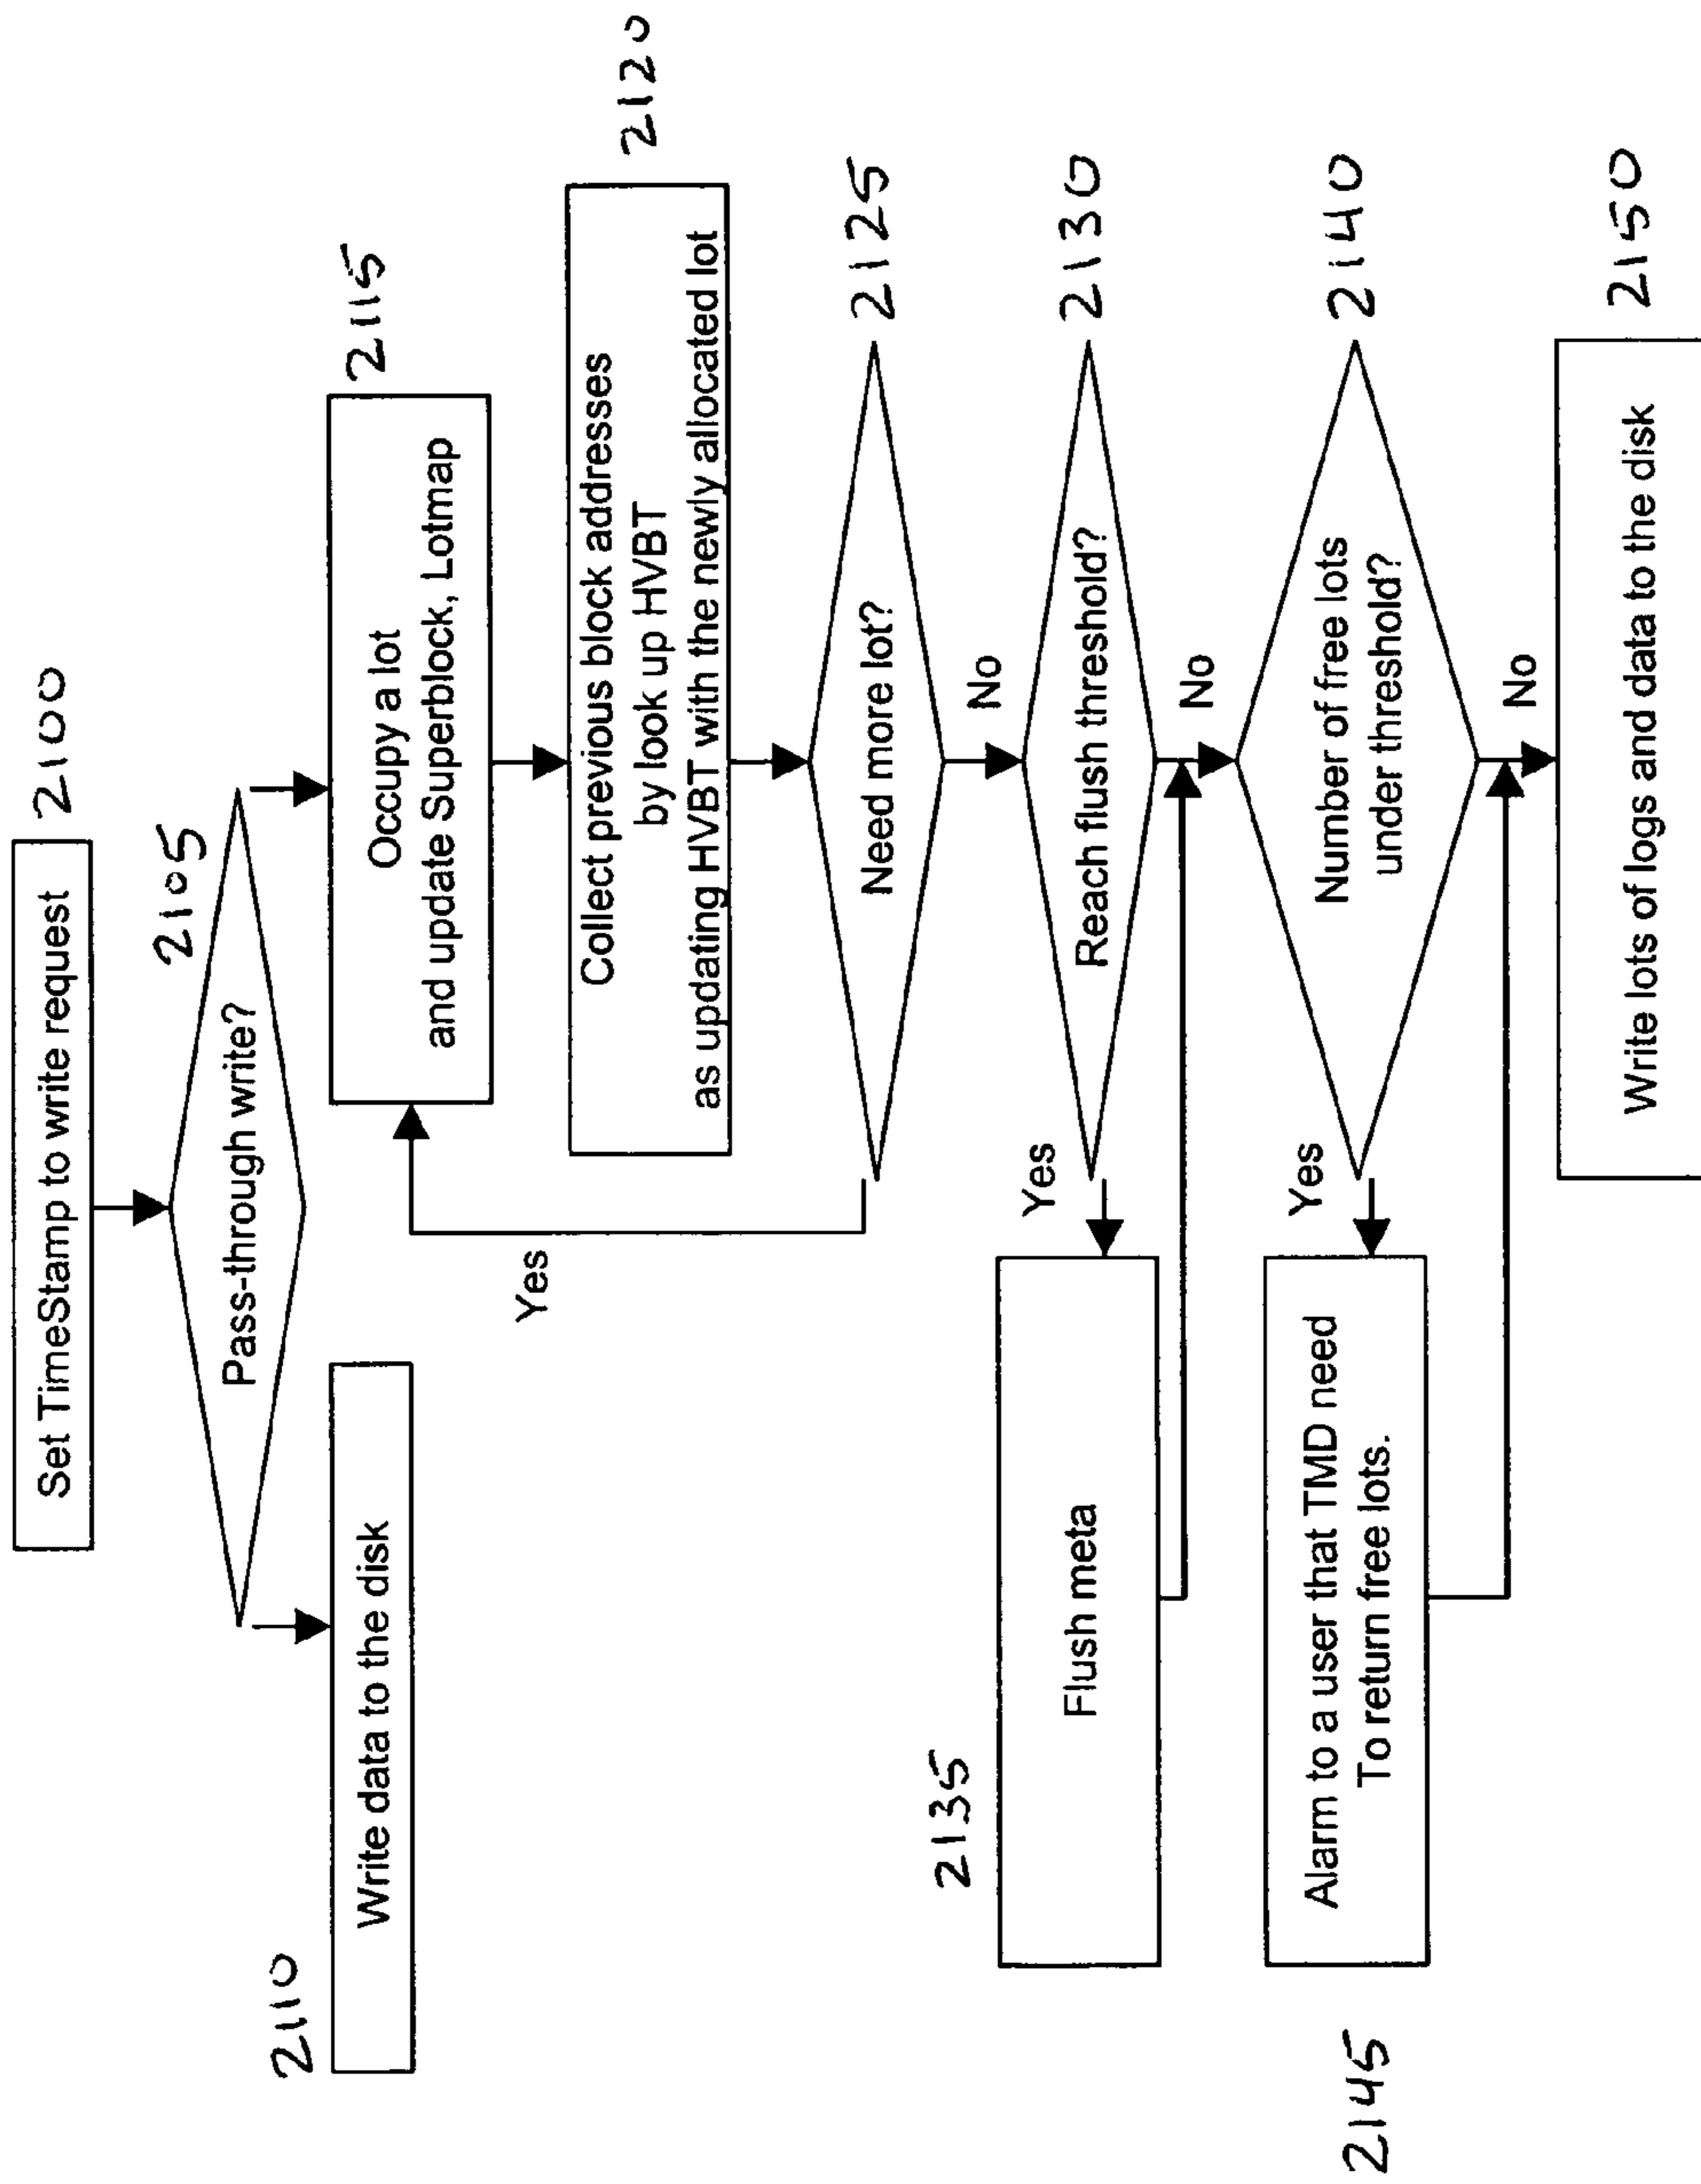 Set TimeStamp to write request
2100
Pass-through write?
2105
2110
Write data to the disk
Occupy a lot
and update Superblock, Lotmap
2115
Collect previous block addresses
by look up HVBT
as updating HVBT with the newly allocated lot
2120
Yes
Need more lot?
2125
No
Reach flush threshold?
2130
Yes
2135
Flush meta
No
Number of free lots
under threshold?
2140
Yes
2145
Alarm to a user that TMD need
To return free lots.
No
Write lots of logs and data to the disk
2150